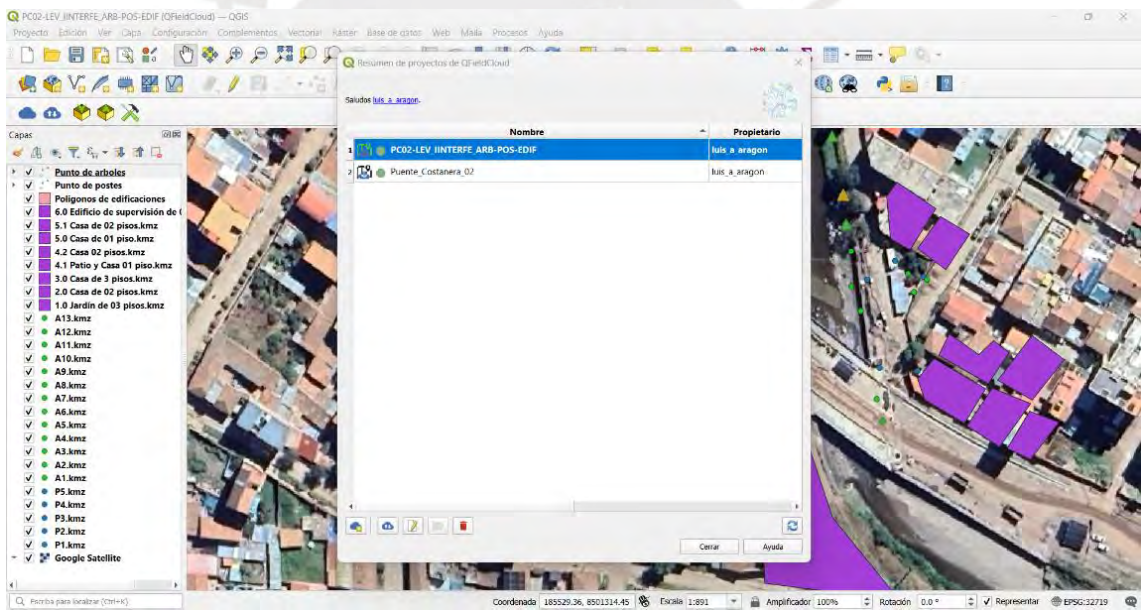 PC02-LEV_IINTERFE_ARB-POS-EDIF (QFieldCloud) — QGIS
Proyecto Edición Ver Capa Configuración Complementos Vectorial Ráster Base de datos Web Malla Procesos Ayuda
Resumen de proyectos de QFieldCloud
Saludos luis_a_aragon.
Nombre Propietario
1 PC02-LEV_IINTERFE_ARB-POS-EDIF luis_a_aragon
2 Puente_Costanera_02 luis_a_aragon
Cerrar Ayuda
Capas
Punto de arboles
Punto de postes
Poligonos de edificaciones
6.0 Edificio de supervisión de
5.1 Casa de 02 pisos.kmz
5.0 Casa de 01 piso.kmz
4.2 Casa 02 pisos.kmz
4.1 Patio y Casa 01 piso.kmz
3.0 Casa de 3 pisos.kmz
2.0 Casa de 02 pisos.kmz
1.0 Jardin de 03 pisos.kmz
A13.kmz
A12.kmz
A11.kmz
A10.kmz
A9.kmz
A8.kmz
A7.kmz
A6.kmz
A5.kmz
A4.kmz
A3.kmz
A2.kmz
A1.kmz
P5.kmz
P4.kmz
P3.kmz
P2.kmz
P1.kmz
Google Satellite
Escriba para localizar (Ctrl+K) Coordenada 185529.36, 8501314.45 Escala 1:891 Amplificador 100% Rotación 0.0 ° Representar EPSG:32719